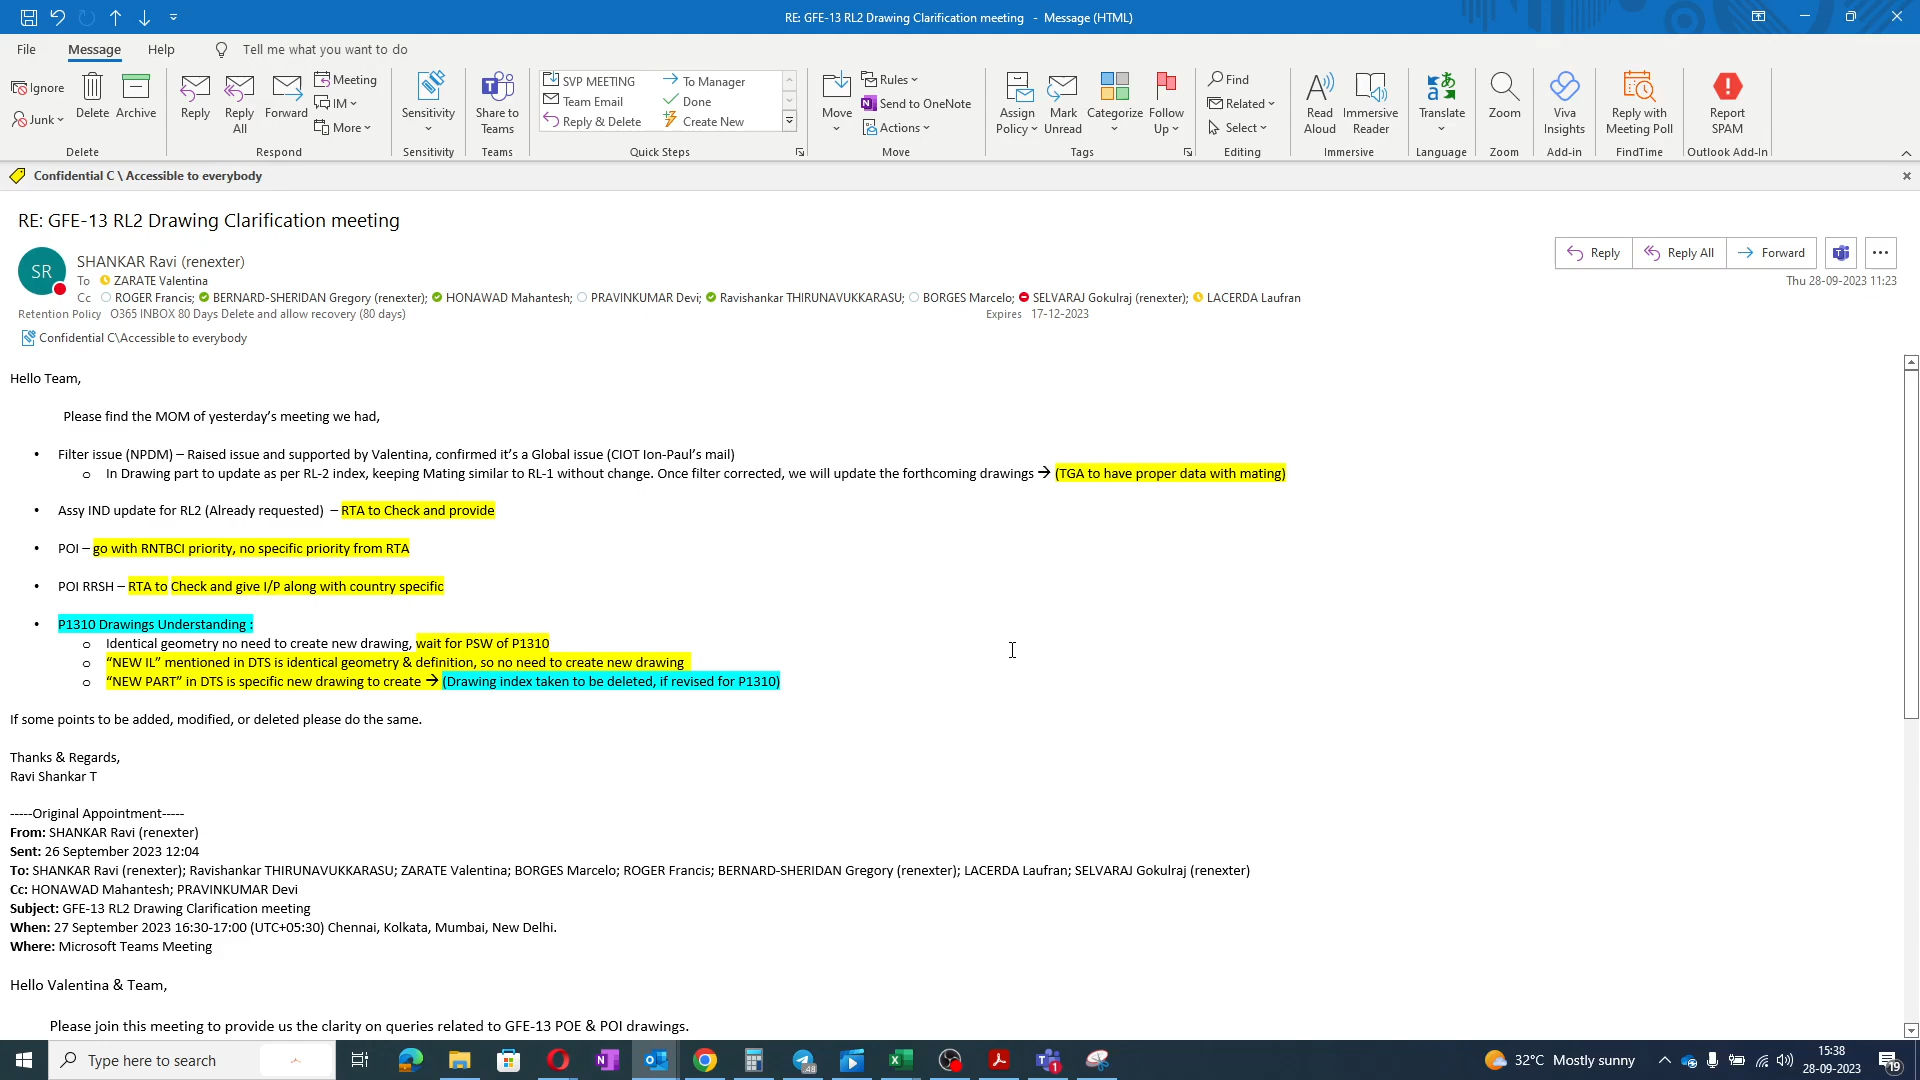 RE: GFE-13 RL2 Drawing Clarification meeting - Message (HTML)
File Message Help Tell me what you want to do
Ignore
Junk
Delete
Archive
Delete
Reply
Reply All
Forward
Meeting
IM
More
Respond
Sensitivity
Sensitivity
Share to Teams
Teams
SVP MEETING
Team Email
Reply & Delete
To Manager
Done
Create New
Quick Steps
Move
Rules
Send to OneNote
Actions
Move
Assign Policy
Mark Unread
Categorize
Follow Up
Tags
Find
Related
Select
Editing
Read Aloud
Immersive Reader
Immersive
Translate
Language
Zoom
Zoom
Viva Insights
Add-in
Reply with Meeting Poll
FindTime
Report SPAM
Outlook Add-In
Confidential C \ Accessible to everybody
RE: GFE-13 RL2 Drawing Clarification meeting
SR
SHANKAR Ravi (renexter)
Reply Reply All Forward
To ZARATE Valentina
Thu 28-09-2023 11:23
Cc ROGER Francis; BERNARD-SHERIDAN Gregory (renexter); HONAWAD Mahantesh; PRAVINKUMAR Devi; Ravishankar THIRUNAVUKKARASU; BORGES Marcelo; SELVARAJ Gokulraj (renexter); LACERDA Laufran
Retention Policy O365 INBOX 80 Days Delete and allow recovery (80 days) Expires 17-12-2023
Confidential C\Accessible to everybody
Hello Team,
Please find the MOM of yesterday’s meeting we had,
• Filter issue (NPDM) – Raised issue and supported by Valentina, confirmed it’s a Global issue (CIOT Ion-Paul’s mail)
o In Drawing part to update as per RL-2 index, keeping Mating similar to RL-1 without change. Once filter corrected, we will update the forthcoming drawings → (TGA to have proper data with mating)
• Assy IND update for RL2 (Already requested) – RTA to Check and provide
• POI – go with RNTBCI priority, no specific priority from RTA
• POI RRSH – RTA to Check and give I/P along with country specific
• P1310 Drawings Understanding :
o Identical geometry no need to create new drawing, wait for PSW of P1310
o “NEW IL” mentioned in DTS is identical geometry & definition, so no need to create new drawing
o “NEW PART” in DTS is specific new drawing to create → (Drawing index taken to be deleted, if revised for P1310)
If some points to be added, modified, or deleted please do the same.
Thanks & Regards,
Ravi Shankar T
-----Original Appointment-----
From: SHANKAR Ravi (renexter)
Sent: 26 September 2023 12:04
To: SHANKAR Ravi (renexter); Ravishankar THIRUNAVUKKARASU; ZARATE Valentina; BORGES Marcelo; ROGER Francis; BERNARD-SHERIDAN Gregory (renexter); LACERDA Laufran; SELVARAJ Gokulraj (renexter)
Cc: HONAWAD Mahantesh; PRAVINKUMAR Devi
Subject: GFE-13 RL2 Drawing Clarification meeting
When: 27 September 2023 16:30-17:00 (UTC+05:30) Chennai, Kolkata, Mumbai, New Delhi.
Where: Microsoft Teams Meeting
Hello Valentina & Team,
Please join this meeting to provide us the clarity on queries related to GFE-13 POE & POI drawings.
Type here to search
32°C Mostly sunny
15:38
28-09-2023
19